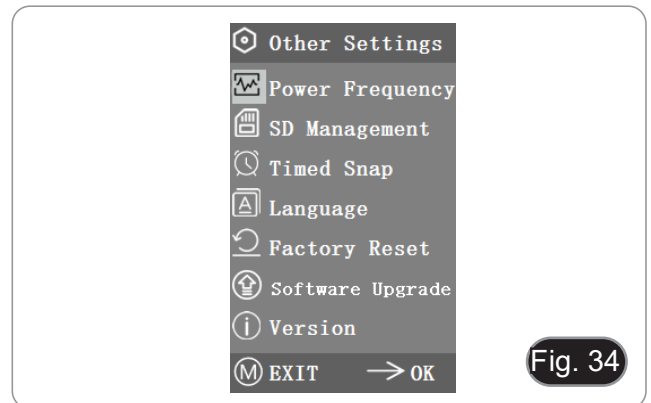 Other Settings
Power Frequency
SD Management
Timed Snap
A Language
Factory Reset
Software Upgrade
i Version
M EXIT → OK
Fig. 34